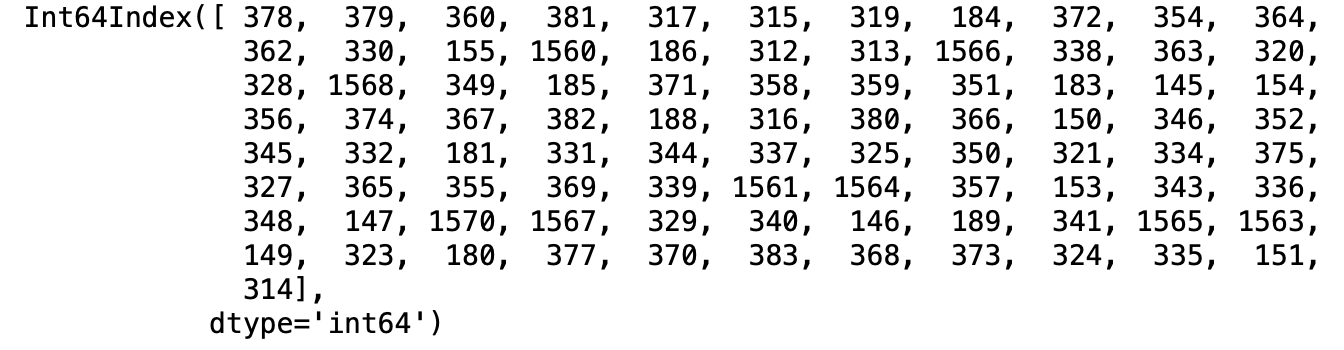 Int64Index([ 378,  379,  360,  381,  317,  315,  319,  184,  372,  354,  364,
             362,  330,  155, 1560,  186,  312,  313, 1566,  338,  363,  320,
             328, 1568,  349,  185,  371,  358,  359,  351,  183,  145,  154,
             356,  374,  367,  382,  188,  316,  380,  366,  150,  346,  352,
             345,  332,  181,  331,  344,  337,  325,  350,  321,  334,  375,
             327,  365,  355,  369,  339, 1561, 1564,  357,  153,  343,  336,
             348,  147, 1570, 1567,  329,  340,  146,  189,  341, 1565, 1563,
             149,  323,  180,  377,  370,  383,  368,  373,  324,  335,  151,
             314],
           dtype='int64')